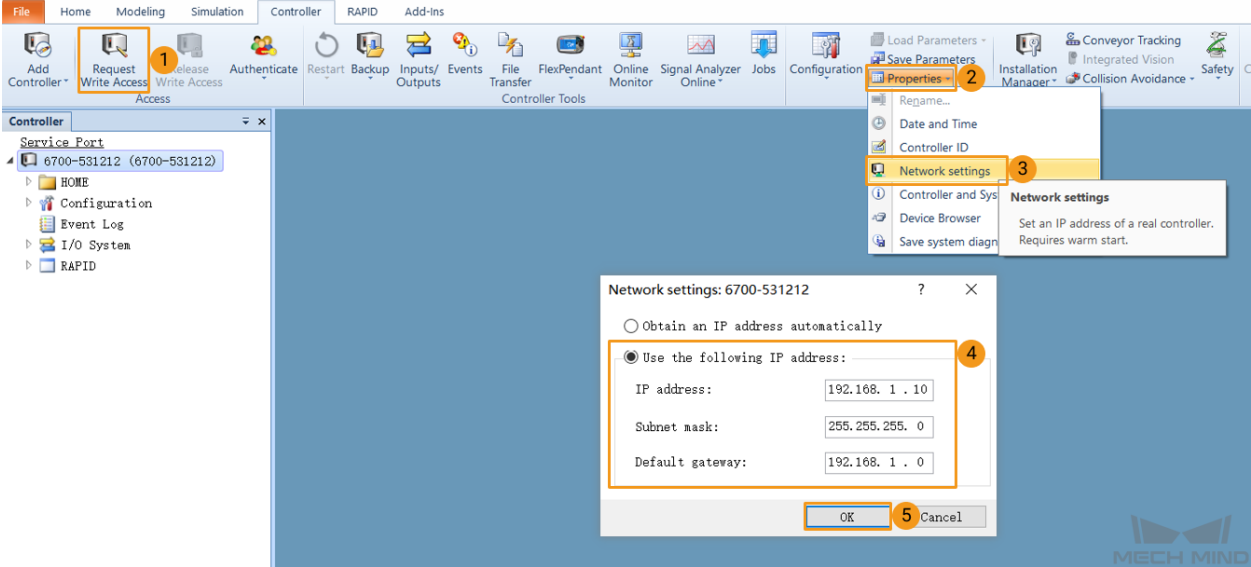 File Home Modeling Simulation Controller RAPID Add-Ins
Add Controller
Request Write Access
1
Release Write Access
Authenticate
Restart
Backup
Inputs/ Outputs
Events
File Transfer
FlexPendant
Online Monitor
Signal Analyzer Online
Jobs
Configuration
Load Parameters
Save Parameters
Properties
2
Installation Manager
Conveyor Tracking
Integrated Vision
Collision Avoidance
Safety
Access
Controller Tools
Rename...
Date and Time
Controller ID
Network settings
3
Controller and Sys
Device Browser
Save system diagn
Network settings
Set an IP address of a real controller.
Requires warm start.
Controller
Service Port
6700-531212 (6700-531212)
HOME
Configuration
Event Log
I/O System
RAPID
Network settings: 6700-531212 ?
Obtain an IP address automatically
Use the following IP address:
4
IP address: 192.168. 1 . 10
Subnet mask: 255.255.255. 0
Default gateway: 192.168. 1 . 0
OK 5 Cancel
MECH MIND